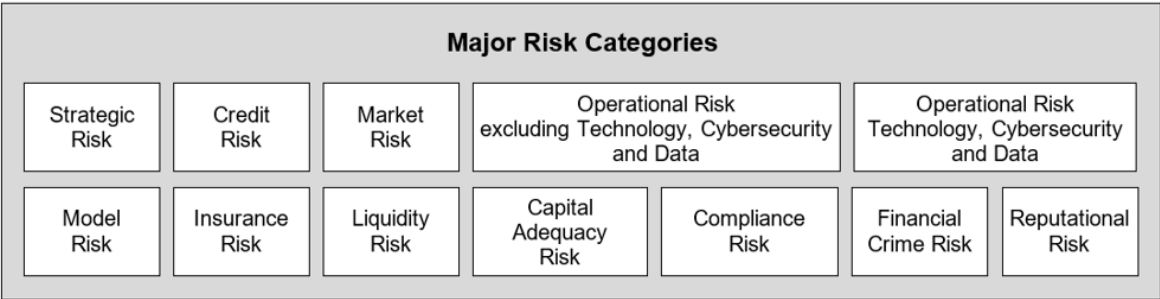 Major Risk Categories
Strategic
Risk
Credit
Risk
Market
Risk
Operational Risk
excluding Technology, Cybersecurity
and Data
Operational Risk
Technology, Cybersecurity
and Data
Model
Risk
Insurance
Risk
Liquidity
Risk
Capital
Adequacy
Risk
Compliance
Risk
Financial
Crime Risk
Reputational
Risk